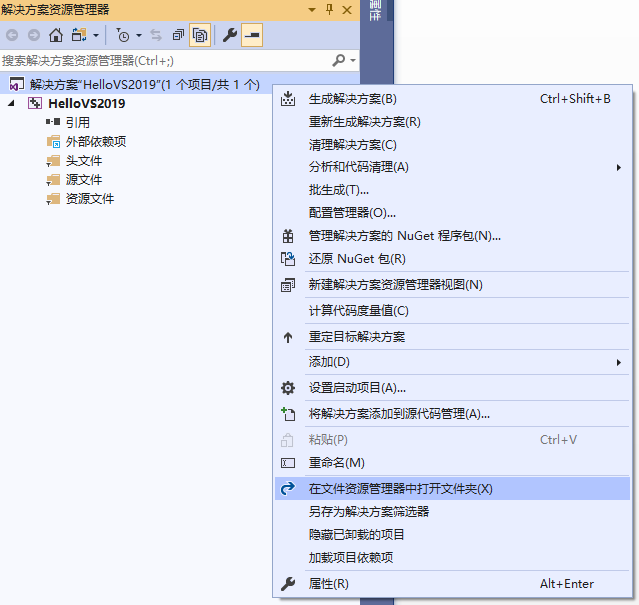 解决方案资源管理器
属性
搜索解决方案资源管理器(Ctrl+;)
解决方案"HelloVS2019"(1 个项目/共 1 个)
HelloVS2019
引用
外部依赖项
头文件
源文件
资源文件
生成解决方案(B) Ctrl+Shift+B
重新生成解决方案(R)
清理解决方案(C)
分析和代码清理(A)
批生成(T)...
配置管理器(O)...
管理解决方案的 NuGet 程序包(N)...
还原 NuGet 包(R)
新建解决方案资源管理器视图(N)
计算代码度量值(C)
重定目标解决方案
添加(D)
设置启动项目(A)...
将解决方案添加到源代码管理(A)...
粘贴(P) Ctrl+V
重命名(M)
在文件资源管理器中打开文件夹(X)
另存为解决方案筛选器
隐藏已卸载的项目
加载项目依赖项
属性(R) Alt+Enter